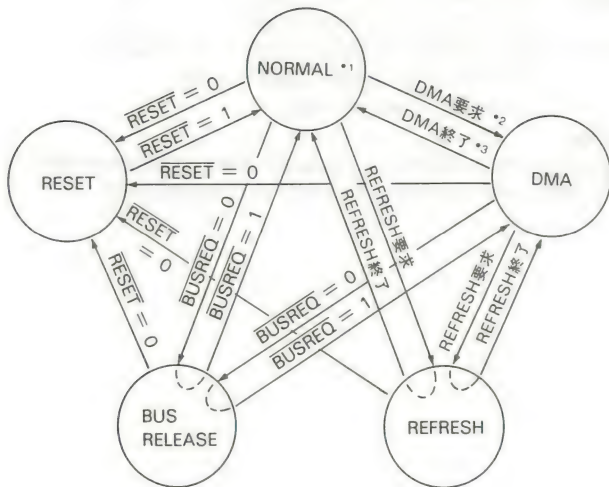 NORMAL *1
RESET = 0
RESET = 1
DMA要求 *2
DMA終了 *3
RESET
RESET = 0
DMA
RESET
= 0
BUSREQ = 0
BUSREQ = 1
REFRESH要求
REFRESH終了
RESET = 0
BUSREQ = 0
BUSREQ = 1
REFRESH要求
REFRESH終了
BUS
RELEASE
REFRESH